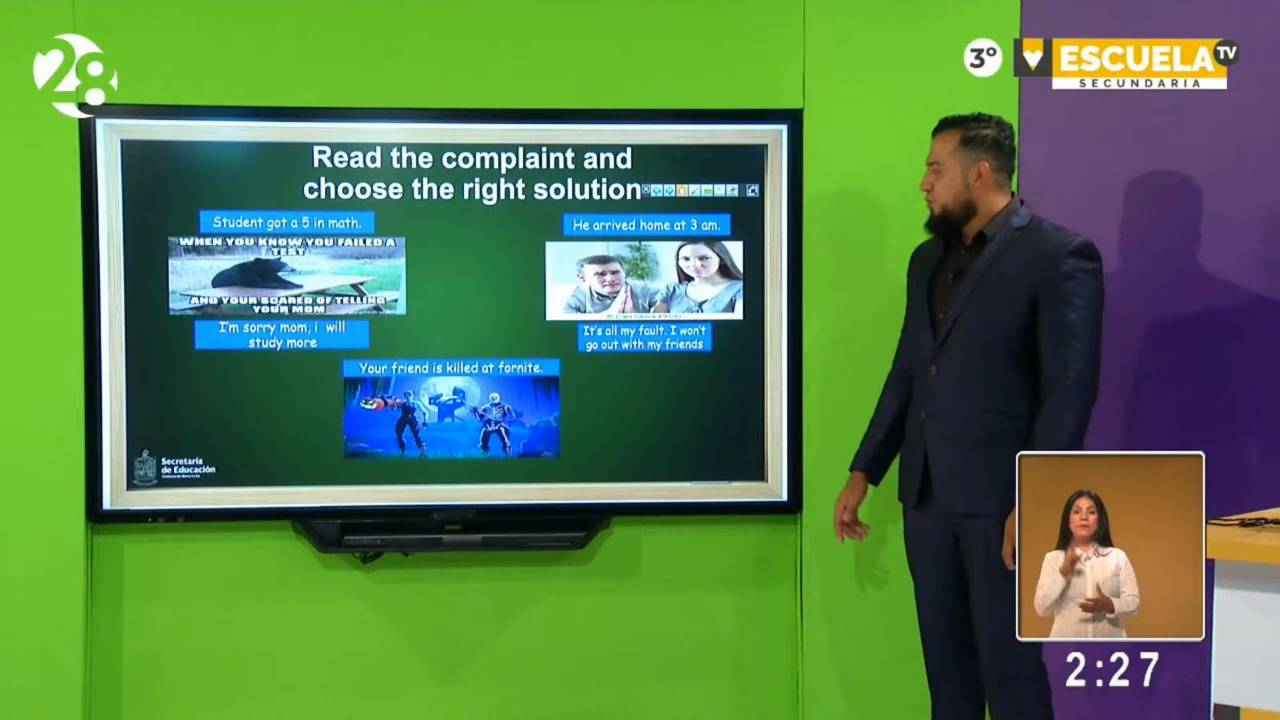 28
3º
ESCUELA TV
SECUNDARIA
Read the complaint and
choose the right solution
Student got a 5 in math.
He arrived home at 3 am.
WHEN YOU KNOW YOU FAILED A
TEST
AND YOUR SCARED OF TELLING
YOUR MOM
I'm sorry mom, i will
study more
It's all my fault. I won't
go out with my friends
Your friend is killed at fornite.
Secretaría
de Educación
2:27